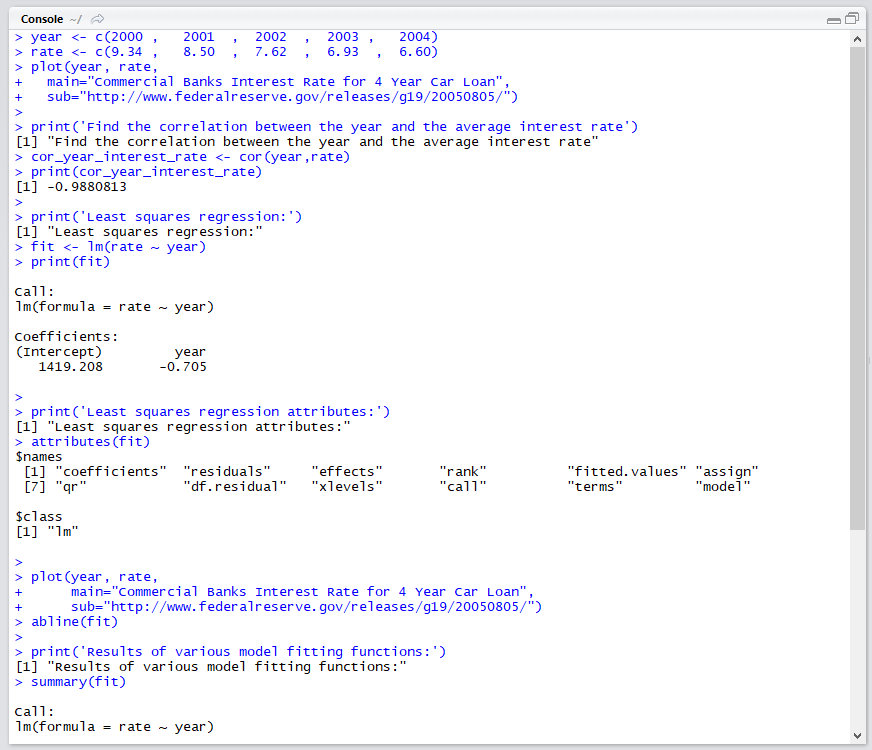 Console ~/
> year <- c(2000 ,   2001  ,  2002  ,  2003 ,   2004)
> rate <- c(9.34 ,   8.50  ,  7.62  ,  6.93  ,  6.60)
> plot(year, rate,
+   main="Commercial Banks Interest Rate for 4 Year Car Loan",
+   sub="http://www.federalreserve.gov/releases/g19/20050805/")
>
> print('Find the correlation between the year and the average interest rate')
[1] "Find the correlation between the year and the average interest rate"
> cor_year_interest_rate <- cor(year,rate)
> print(cor_year_interest_rate)
[1] -0.9880813
>
> print('Least squares regression:')
[1] "Least squares regression:"
> fit <- lm(rate ~ year)
> print(fit)

Call:
lm(formula = rate ~ year)

Coefficients:
(Intercept)         year
   1419.208       -0.705

>
> print('Least squares regression attributes:')
[1] "Least squares regression attributes:"
> attributes(fit)
$names
 [1] "coefficients"  "residuals"     "effects"       "rank"          "fitted.values" "assign"
 [7] "qr"            "df.residual"   "xlevels"       "call"          "terms"         "model"

$class
[1] "lm"

>
> plot(year, rate,
+      main="Commercial Banks Interest Rate for 4 Year Car Loan",
+      sub="http://www.federalreserve.gov/releases/g19/20050805/")
> abline(fit)
>
> print('Results of various model fitting functions:')
[1] "Results of various model fitting functions:"
> summary(fit)

Call:
lm(formula = rate ~ year)